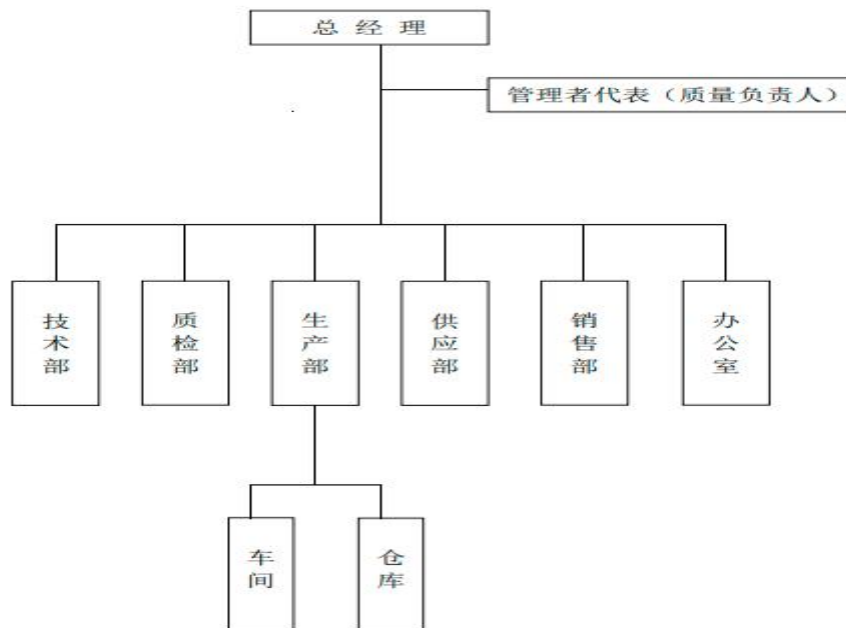 总经理
管理者代表（质量负责人）
技术部
质检部
生产部
供应部
销售部
办公室
车间
仓库